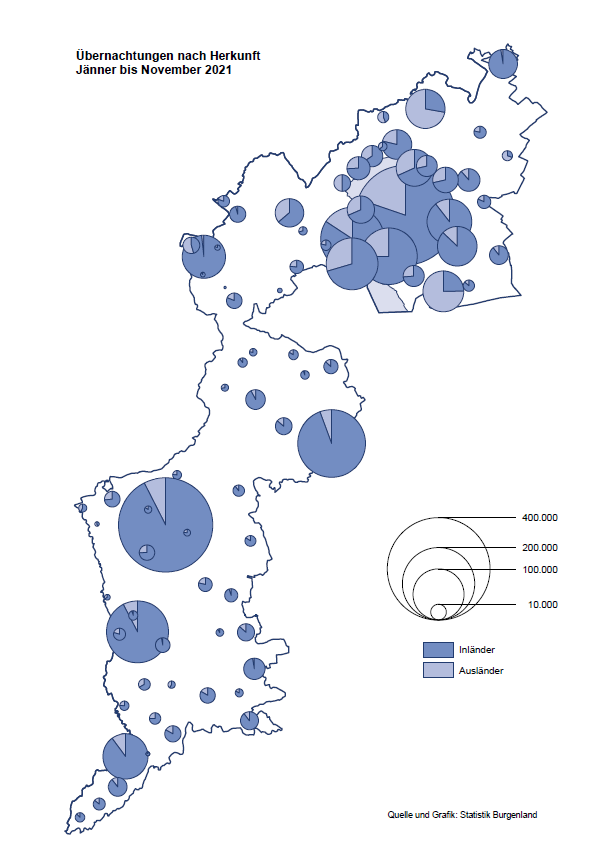 Übernachtungen nach Herkunft
Jänner bis November 2021
400.000
200.000
100.000
10.000
Inländer
Ausländer
Quelle und Grafik: Statistik Burgenland